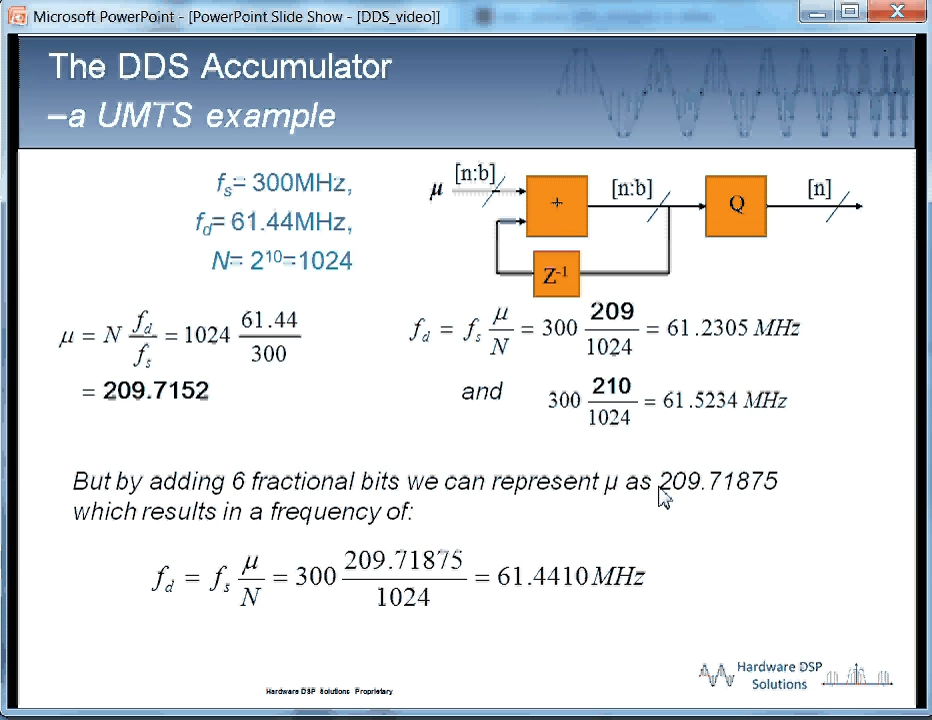 Microsoft PowerPoint - [PowerPoint Slide Show - [DDS_video]]
The DDS Accumulator
–a UMTS example
fs= 300MHz,
fd= 61.44MHz,
N= 2¹⁰=1024
μ [n:b] + [n:b] Q [n]
Z⁻¹
μ = N fd/fs = 1024 61.44/300
= 209.7152
fd = fs μ/N = 300 209/1024 = 61.2305 MHz
and 300 210/1024 = 61.5234 MHz
But by adding 6 fractional bits we can represent μ as 209.71875
which results in a frequency of:
fd = fs μ/N = 300 209.71875/1024 = 61.4410 MHz
Hardware DSP
Solutions
Hardware DSP Solutions Proprietary